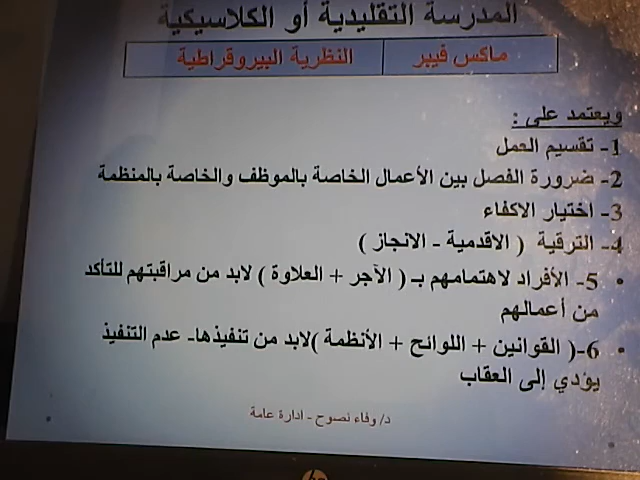 المدرسة التقليدية أو الكلاسيكية
ماكس فيبر
النظرية البيروقراطية
ويعتمد على :
1- تقسيم العمل
2- ضرورة الفصل بين الأعمال الخاصة بالموظف والخاصة بالمنظمة
3- اختيار الاكفاء
4- الترقية ( الاقدمية - الانجاز )
• 5- الأفراد لاهتمامهم بـ ( الآجر + العلاوة ) لابد من مراقبتهم للتأكد
من أعمالهم
• 6-( القوانين + اللوائح + الأنظمة )لابد من تنفيذها- عدم التنفيذ
يؤدي إلى العقاب
د/ وفاء نصوح - ادارة عامة